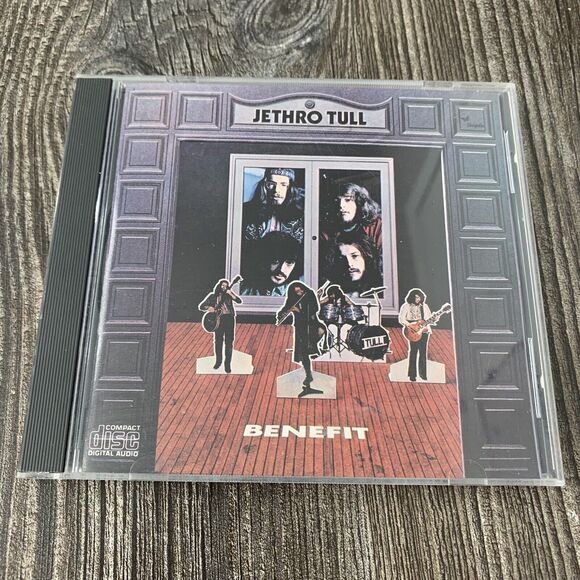 JETHRO TULL
TULL
BENEFIT
COMPACT
disc
DIGITAL AUDIO